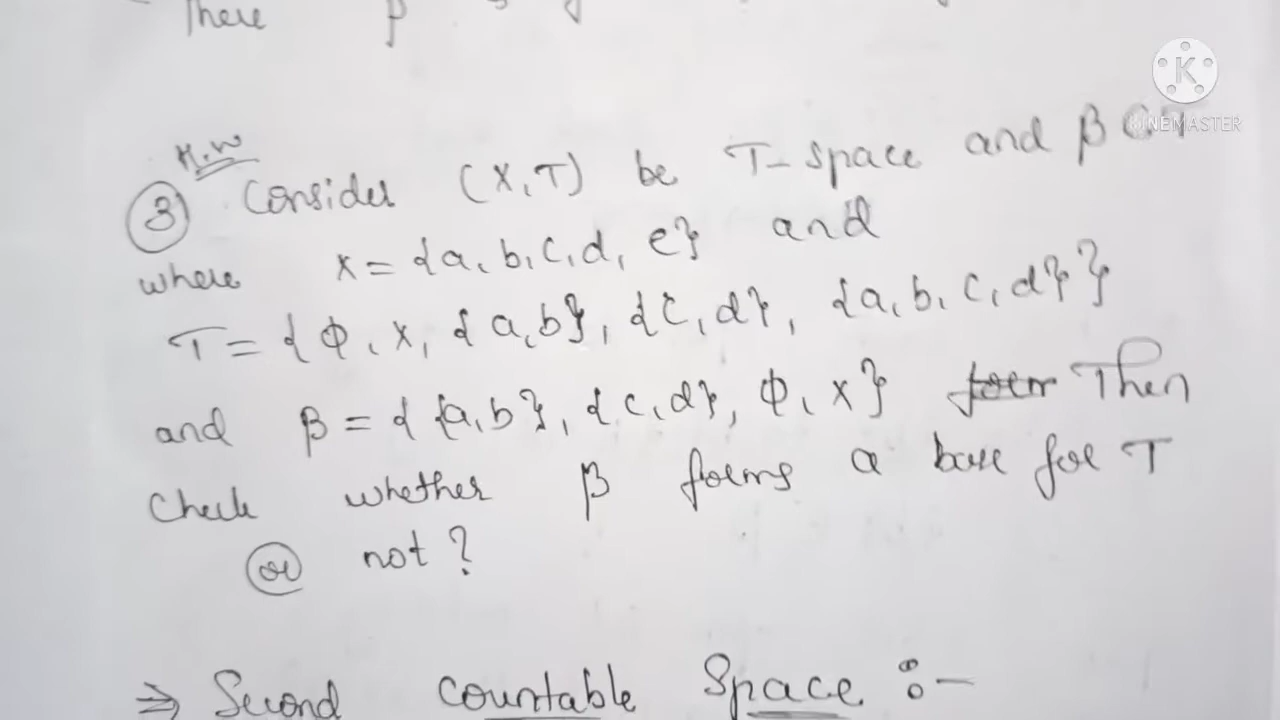 There β
K
KINEMASTER
H.W
③ Consider (X, T) be T-space and β ⊂ T
where X = {a, b, c, d, e} and
T = { ϕ, X, {a, b}, {c, d}, {a, b, c, d} }
and β = { {a, b}, {c, d}, ϕ, X } Then
Check whether β forms a base for T
or not?
⇒ Second countable Space :-